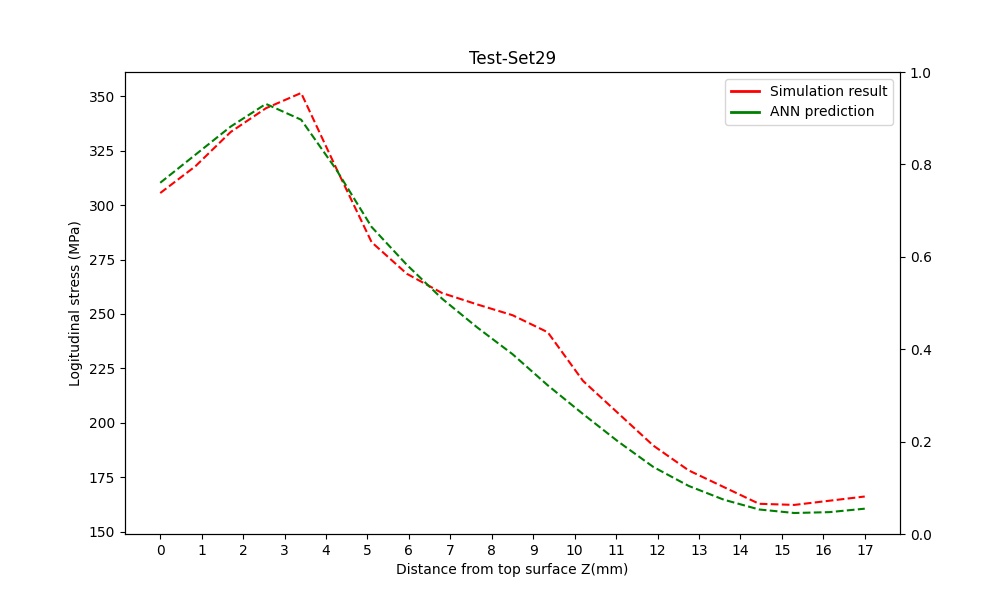 Test-Set29
Simulation result
ANN prediction
350
325
300
275
250
225
200
175
150
Logitudinal stress (MPa)
1.0
0.8
0.6
0.4
0.2
0.0
0 1 2 3 4 5 6 7 8 9 10 11 12 13 14 15 16 17
Distance from top surface Z(mm)